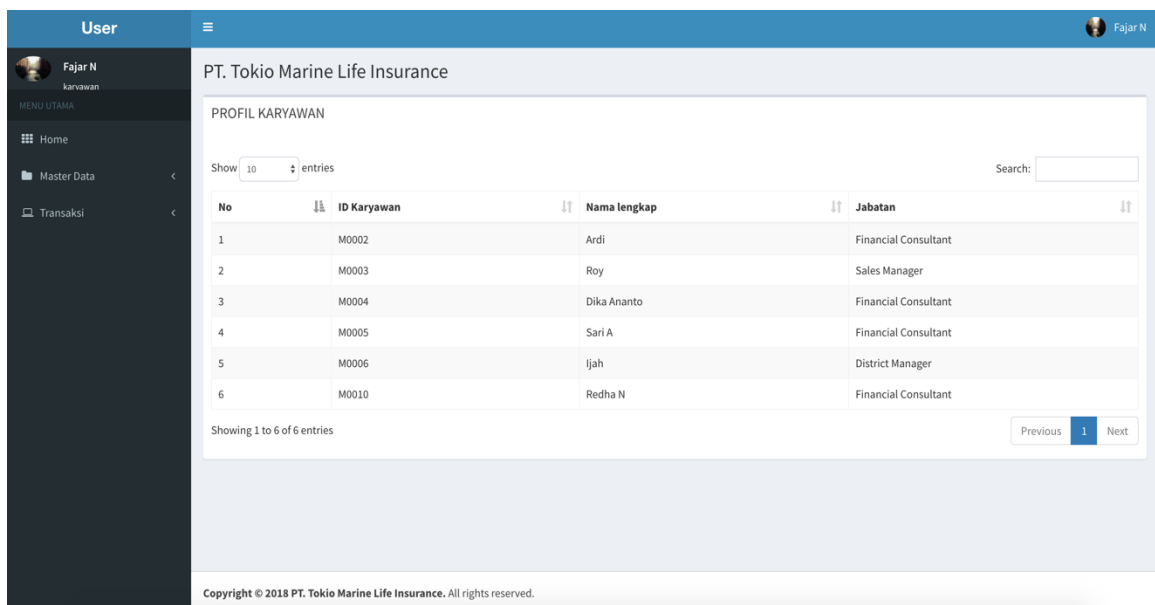 User
Fajar N
Fajar N
karyawan
MENU UTAMA
Home
Master Data
Transaksi
PT. Tokio Marine Life Insurance
PROFIL KARYAWAN
Show 10 entries Search:
No ID Karyawan Nama lengkap Jabatan
1 M0002 Ardi Financial Consultant
2 M0003 Roy Sales Manager
3 M0004 Dika Ananto Financial Consultant
4 M0005 Sari A Financial Consultant
5 M0006 Ijah District Manager
6 M0010 Redha N Financial Consultant
Showing 1 to 6 of 6 entries Previous 1 Next
Copyright © 2018 PT. Tokio Marine Life Insurance. All rights reserved.